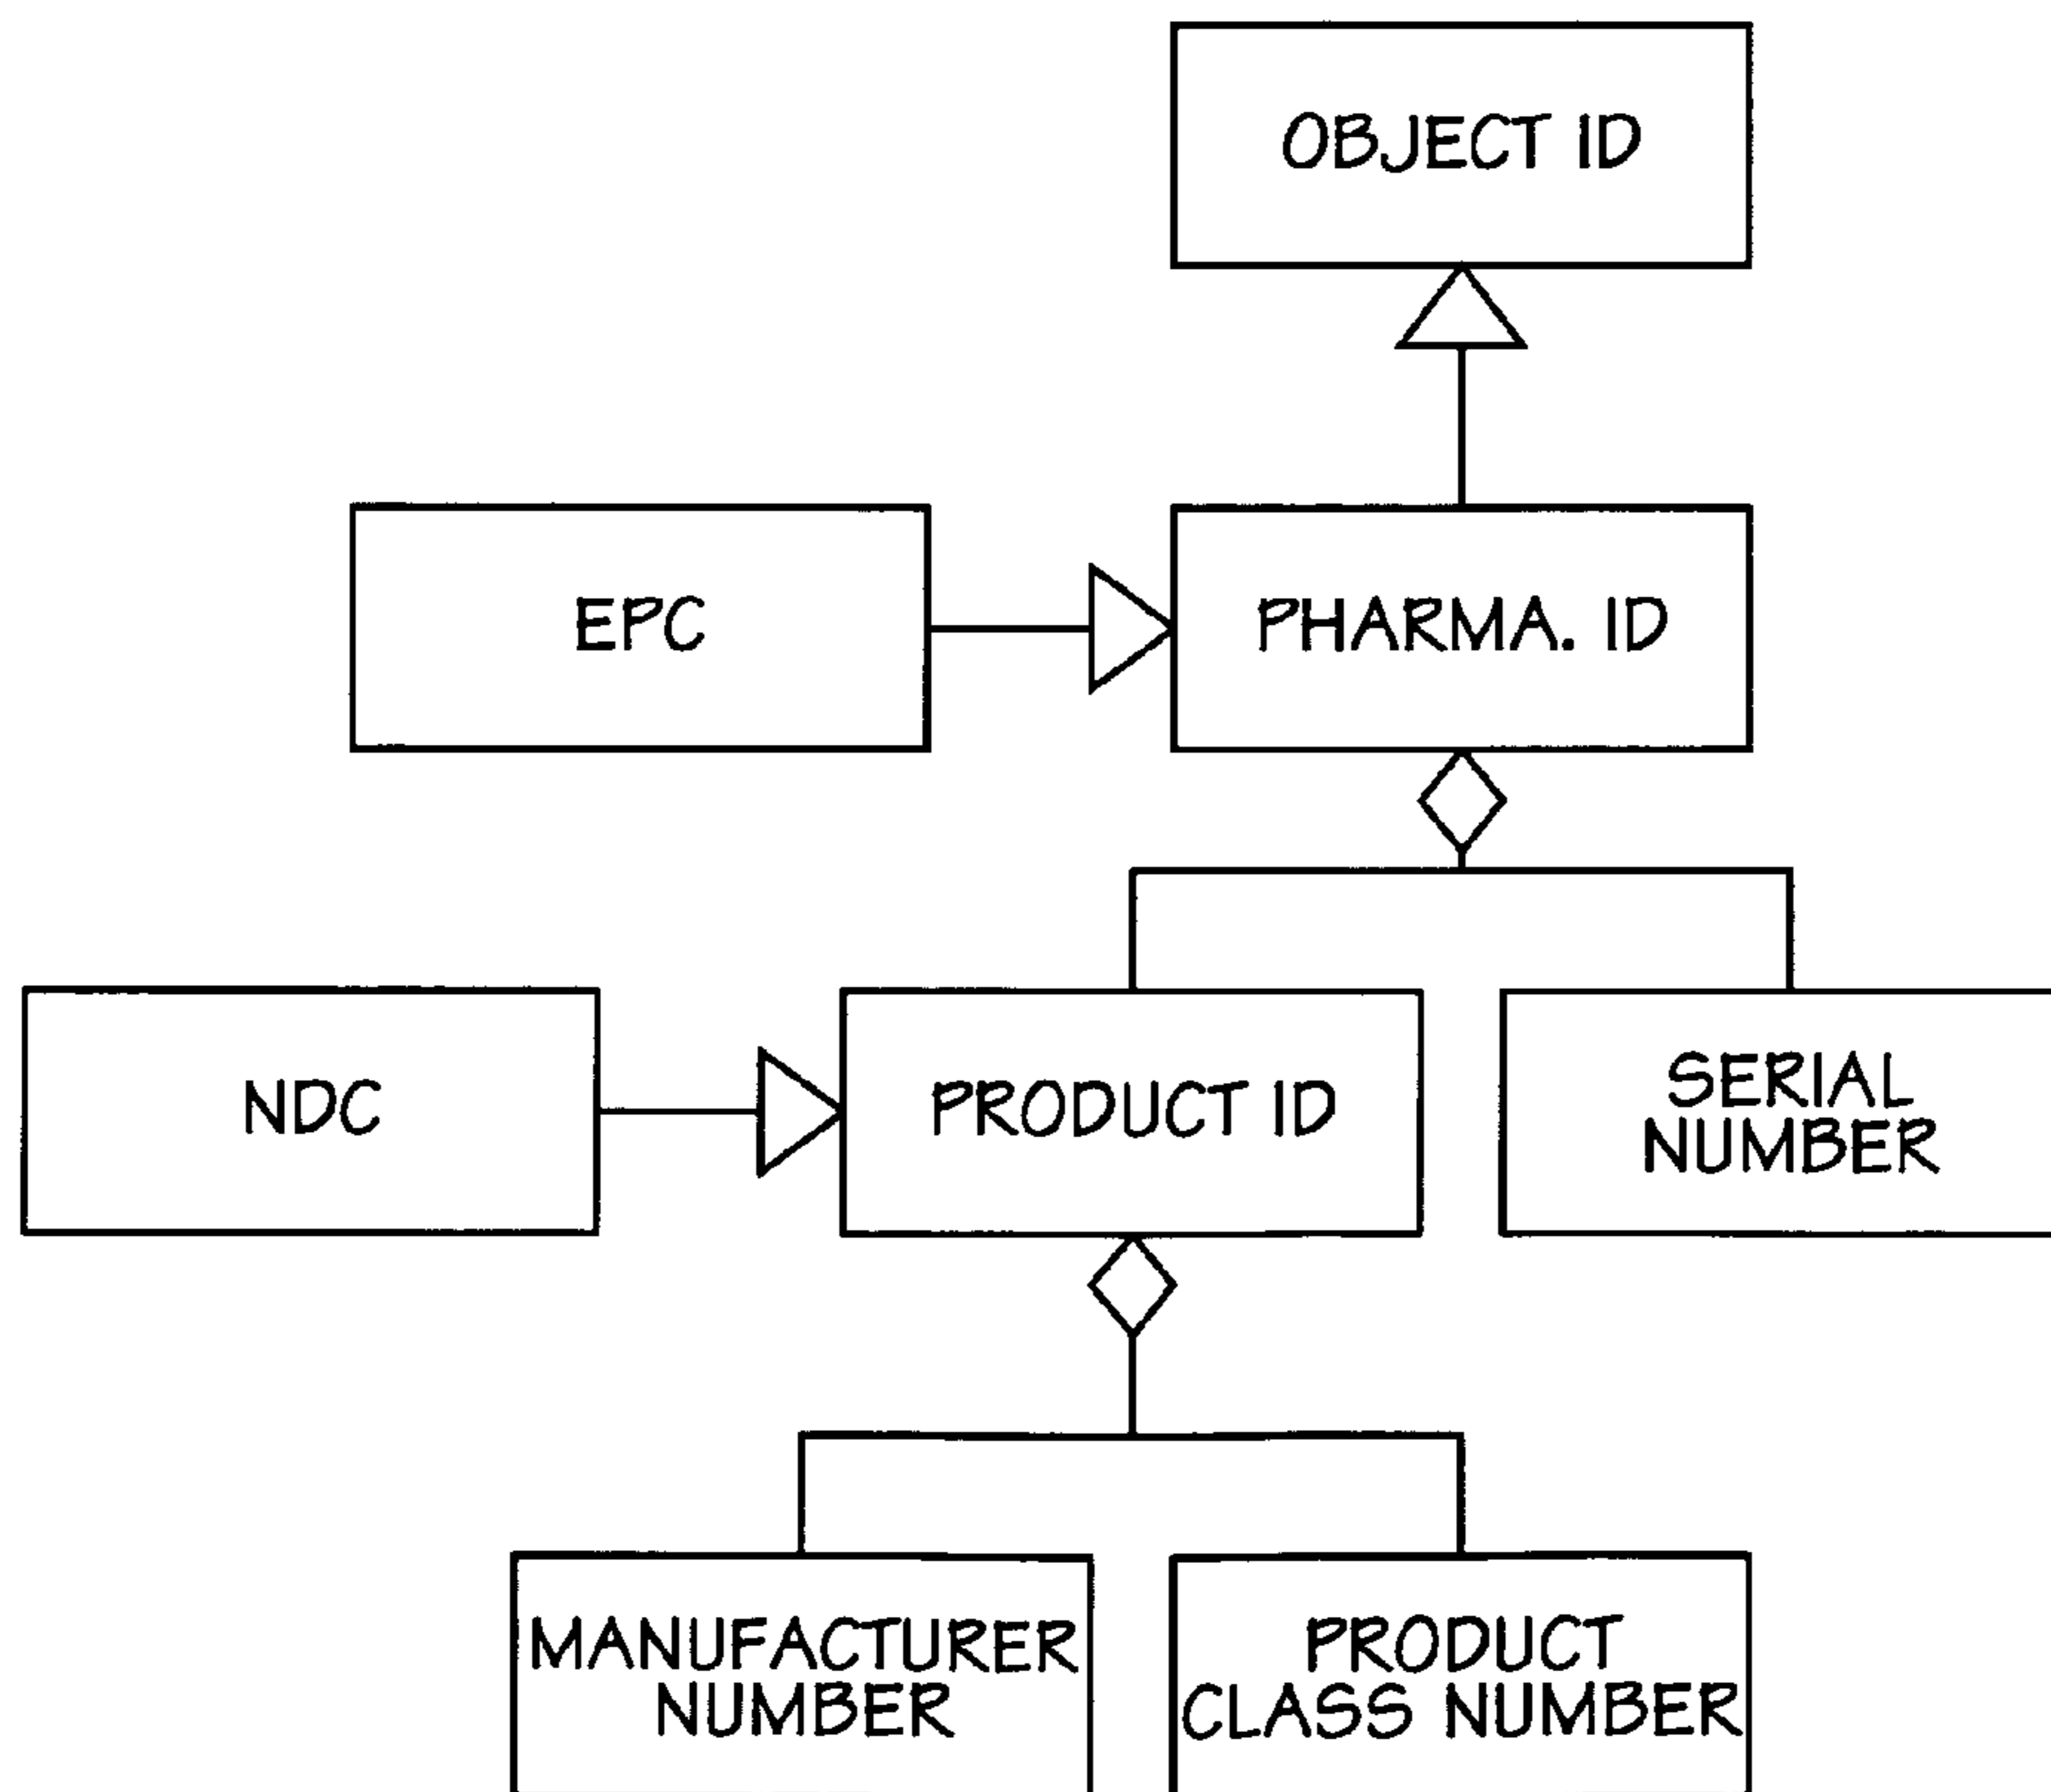 OBJECT ID
EPC
PHARMA. ID
NDC
PRODUCT ID
SERIAL
NUMBER
MANUFACTURER
NUMBER
PRODUCT
CLASS NUMBER